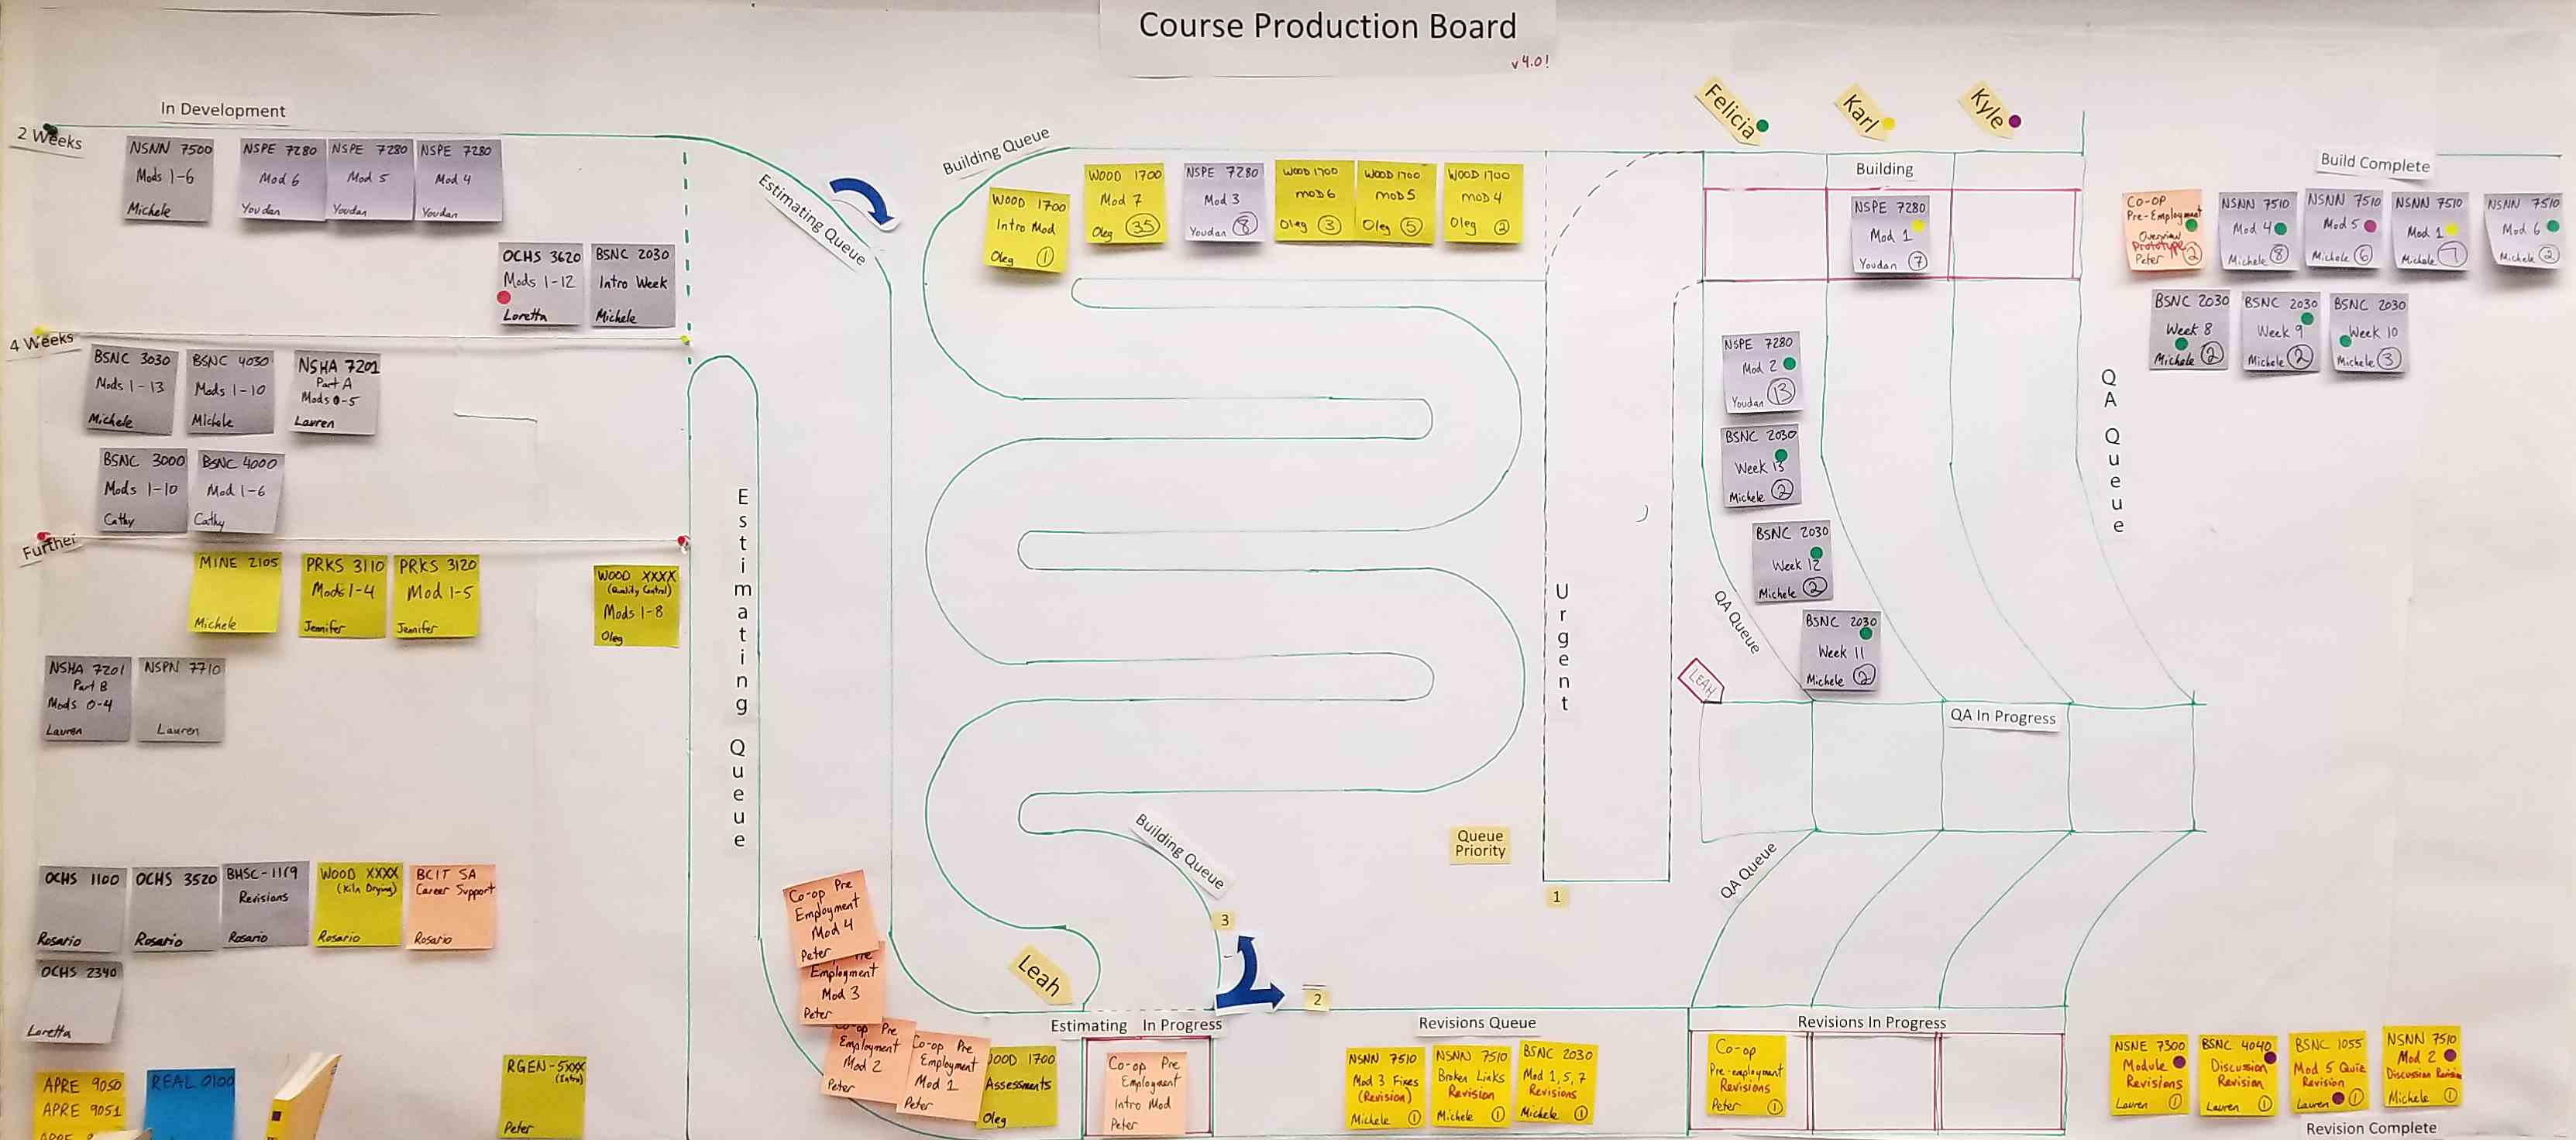 Course Production Board
v 4.0!
In Development
2 Weeks
NSNN 7500
Mods 1-6
Michele
NSPE 7280
Mod 6
Youdan
NSPE 7280
Mod 5
Youdan
NSPE 7280
Mod 4
Youdan
OCHS 3620
Mods 1-12
Loretta
BSNC 2030
Intro Week
Michele
4 Weeks
BSNC 3030
Mods 1-13
Michele
BSNC 4030
Mods 1-10
Michele
NSHA 7201
Part A
Mods 0-5
Lauren
BSNC 3000
Mods 1-10
Cathy
BSNC 4000
Mod 1-6
Cathy
Further
MINE 2105
Michele
PRKS 3110
Mods 1-4
Jennifer
PRKS 3120
Mod 1-5
Jennifer
WOOD XXXX
(Quality Control)
Mods 1-8
Oleg
NSHA 7201
Part B
Mods 0-4
Lauren
NSPN 7710
Lauren
OCHS 1100
Rosario
OCHS 3520
Rosario
BHSC-1119
Revisions
Rosario
WOOD XXXX
(Kiln Drying)
Rosario
BCIT SA
Career Support
Rosario
OCHS 2340
Loretta
APRE 9050
APRE 9051
APRE
REAL 0100
RGEN-5XXX
(Intro)
Peter
Estimating Queue
Estimating Queue
Co-op Pre
Employment
Mod 4
Peter
Pre
Employment
Mod 3
Peter
Co-op Pre
Employment
Mod 2
Peter
Co-op Pre
Employment
Mod 1
Peter
WOOD 1700
Assessments
Oleg
Leah
Estimating In Progress
Co-op Pre
Employment
Intro Mod
Peter
Building Queue
WOOD 1700
Intro Mod
Oleg 1
WOOD 1700
Mod 7
Oleg 35
NSPE 7280
Mod 3
Youdan 8
WOOD 1700
MOD 6
Oleg 3
WOOD 1700
MOD 5
Oleg 5
WOOD 1700
MOD 4
Oleg 2
Building Queue
3
2
1
Queue
Priority
Urgent
Revisions Queue
NSNN 7510
Mod 3 Fixes
(Revision)
Michele 1
NSNN 7510
Broken Links
Revision
Michele 1
BSNC 2030
Mod 1, 5, 7
Revisions
Michele 1
Felicia
Karl
Kyle
Building
NSPE 7280
Mod 1
Youdan 7
NSPE 7280
Mod 2
Youdan 13
BSNC 2030
Week 13
Michele 2
BSNC 2030
Week 12
Michele 2
BSNC 2030
Week 11
Michele 2
QA Queue
LEAH
QA In Progress
QA Queue
QA Queue
Revisions In Progress
Co-op
Pre-employment
Revisions
Peter 1
Build Complete
Co-op
Pre-Employment
Overview
Prototype
Peter 2
NSNN 7510
Mod 4
Michele 8
NSNN 7510
Mod 5
Michele 6
NSNN 7510
Mod 1
Michele 7
NSNN 7510
Mod 6
Michele 2
BSNC 2030
Week 8
Michele 2
BSNC 2030
Week 9
Michele 2
BSNC 2030
Week 10
Michele 3
NSNE 7300
Module
Revisions
Lauren 1
BSNC 4040
Discussion
Revision
Lauren 1
BSNC 1055
Mod 5 Quiz
Revision
Lauren 1
NSNN 7510
Mod 2
Discussion Revision
Michele 1
Revision Complete